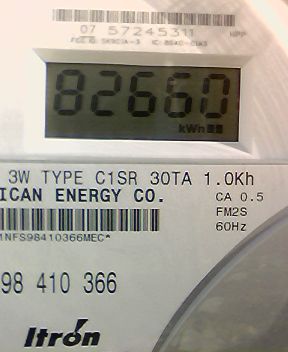 07 57245311
82660
kWh
3W TYPE C1SR 30TA 1.0Kh
ICAN ENERGY CO.
CA 0.5
FM2S
60Hz
1NFS98410366MEC*
98 410 366
Itrón